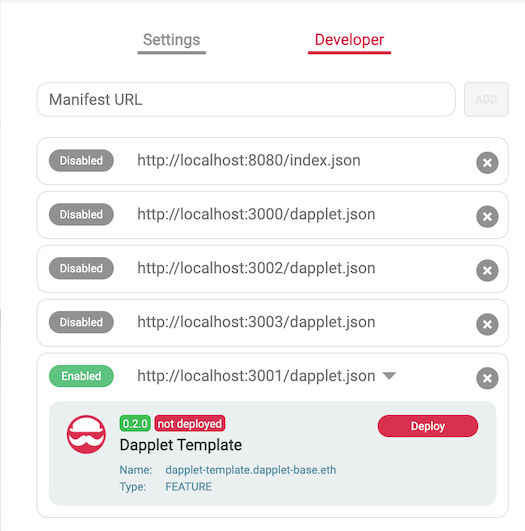 Settings Developer
Manifest URL ADD
Disabled http://localhost:8080/index.json
Disabled http://localhost:3000/dapplet.json
Disabled http://localhost:3002/dapplet.json
Disabled http://localhost:3003/dapplet.json
Enabled http://localhost:3001/dapplet.json
0.2.0 not deployed Deploy
Dapplet Template
Name: dapplet-template.dapplet-base.eth
Type: FEATURE